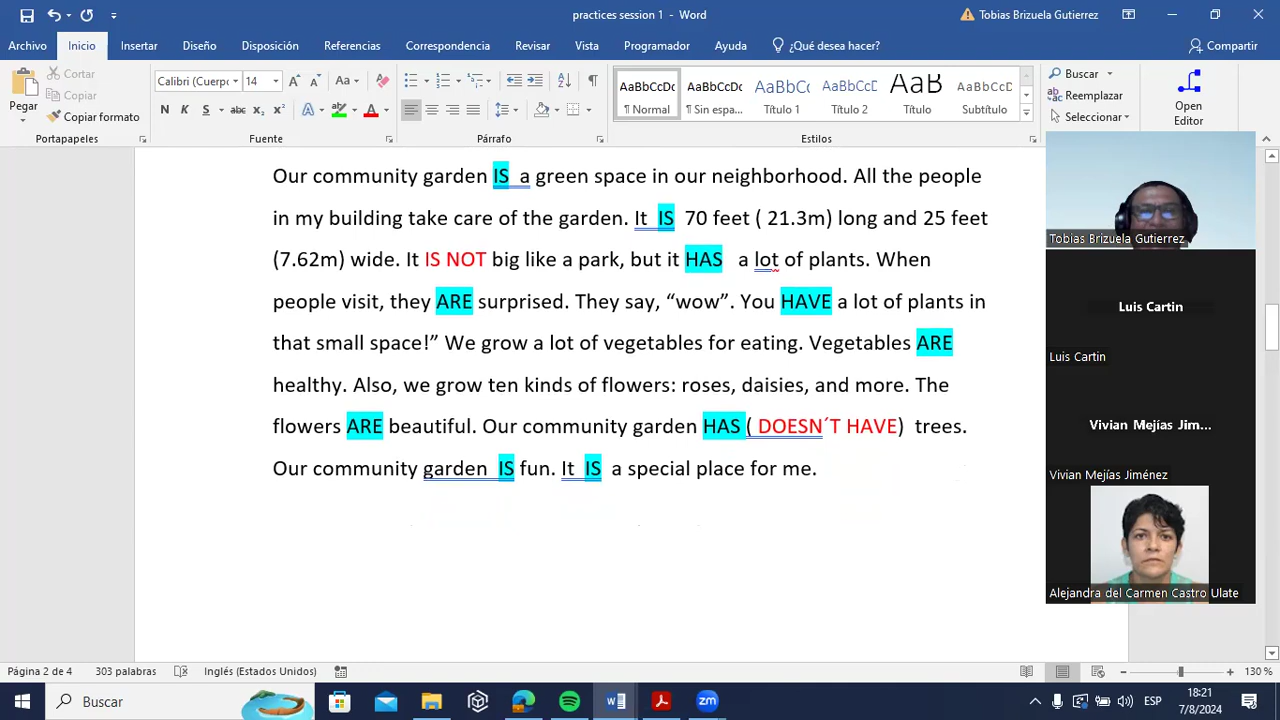 practices session 1 - Word
Tobias Brizuela Gutierrez
Archivo Inicio Insertar Diseño Disposición Referencias Correspondencia Revisar Vista Programador Ayuda ¿Qué desea hacer? Compartir
Pegar
Cortar
Copiar
Copiar formato
Portapapeles
Calibri (Cuerpo 14
Aa
N K S abc x₂ x² A A
Fuente
Párrafo
AaBbCcDc AaBbCcDc AaBbCc AaBbCcD AaB AaBbCcD
¶ Normal ¶ Sin espa... Título 1 Título 2 Título Subtítulo
Estilos
Buscar
Reemplazar
Seleccionar
Open
Editor
Our community garden IS a green space in our neighborhood. All the people
in my building take care of the garden. It IS 70 feet ( 21.3m) long and 25 feet
(7.62m) wide. It IS NOT big like a park, but it HAS a lot of plants. When
people visit, they ARE surprised. They say, “wow”. You HAVE a lot of plants in
that small space!” We grow a lot of vegetables for eating. Vegetables ARE
healthy. Also, we grow ten kinds of flowers: roses, daisies, and more. The
flowers ARE beautiful. Our community garden HAS ( DOESN´T HAVE) trees.
Our community garden IS fun. It IS a special place for me.
Tobias Brizuela Gutierrez
Luis Cartin
Luis Cartin
Vivian Mejías Jim...
Vivian Mejías Jiménez
Alejandra del Carmen Castro Ulate
Página 2 de 4 303 palabras Inglés (Estados Unidos) 130 %
Buscar
ESP
18:21
7/8/2024